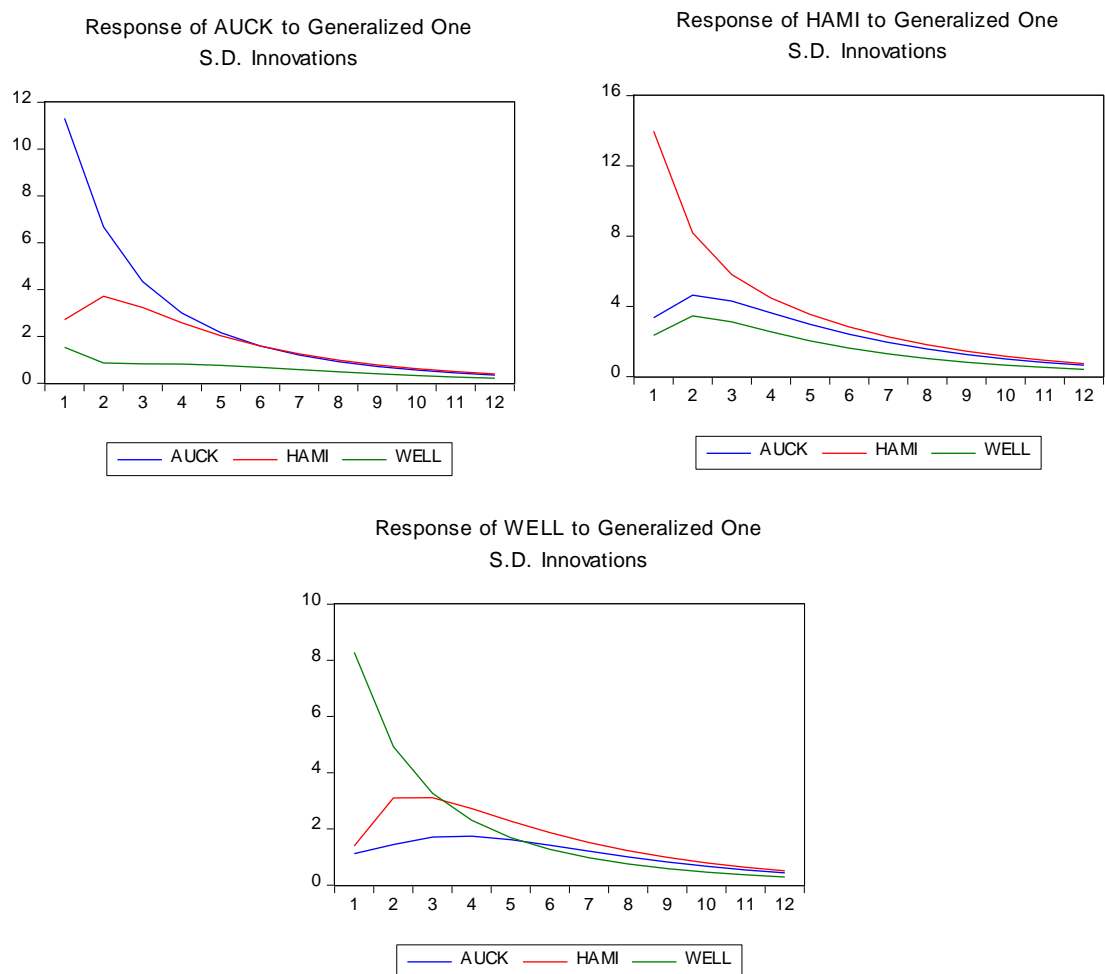 Response of AUCK to Generalized One
S.D. Innovations
12
10
8
6
4
2
0
1 2 3 4 5 6 7 8 9 10 11 12
AUCK HAMI WELL
Response of HAMI to Generalized One
S.D. Innovations
16
12
8
4
0
1 2 3 4 5 6 7 8 9 10 11 12
AUCK HAMI WELL
Response of WELL to Generalized One
S.D. Innovations
10
8
6
4
2
0
1 2 3 4 5 6 7 8 9 10 11 12
AUCK HAMI WELL